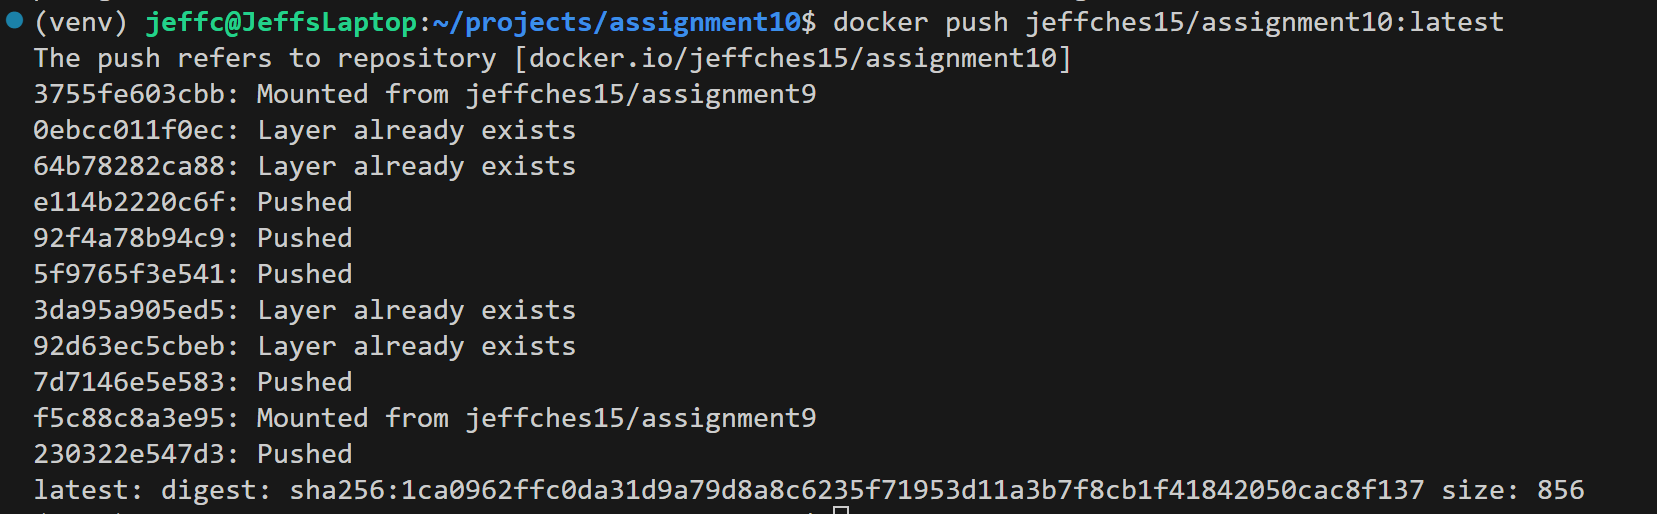 (venv) jeffc@JeffsLaptop:~/projects/assignment10$ docker push jeffches15/assignment10:latest
The push refers to repository [docker.io/jeffches15/assignment10]
3755fe603cbb: Mounted from jeffches15/assignment9
0ebcc011f0ec: Layer already exists
64b78282ca88: Layer already exists
e114b2220c6f: Pushed
92f4a78b94c9: Pushed
5f9765f3e541: Pushed
3da95a905ed5: Layer already exists
92d63ec5cbeb: Layer already exists
7d7146e5e583: Pushed
f5c88c8a3e95: Mounted from jeffches15/assignment9
230322e547d3: Pushed
latest: digest: sha256:1ca0962ffc0da31d9a79d8a8c6235f71953d11a3b7f8cb1f41842050cac8f137 size: 856